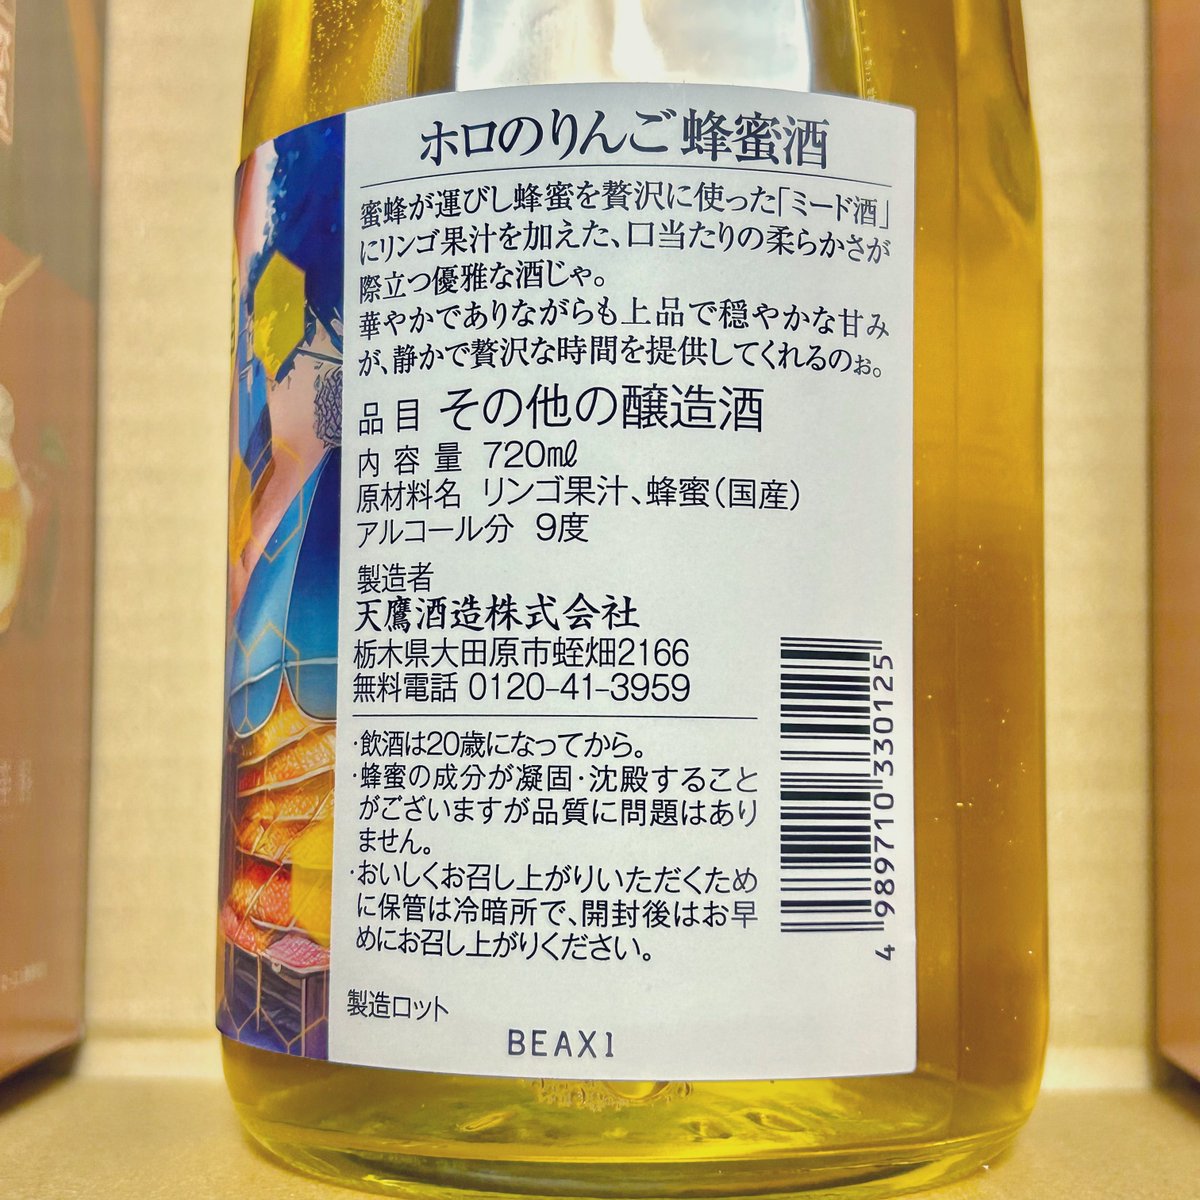 ホロのりんご蜂蜜酒
蜜蜂が運びし蜂蜜を贅沢に使った「ミード酒」
にリンゴ果汁を加えた、口当たりの柔らかさが
際立つ優雅な酒じゃ。
華やかでありながらも上品で穏やかな甘み
が、静かで贅沢な時間を提供してくれるのぉ。
品目 その他の醸造酒
内容量 720㎖
原材料名 リンゴ果汁、蜂蜜（国産）
アルコール分 9度
製造者
天鷹酒造株式会社
栃木県大田原市蛭畑2166
無料電話 0120-41-3959
・飲酒は20歳になってから。
・蜂蜜の成分が凝固・沈殿すること
がございますが品質に問題はあり
ません。
・おいしくお召し上がりいただくため
に保管は冷暗所で、開封後はお早
めにお召し上がりください。
製造ロット
BEAX1
4 989710 330125